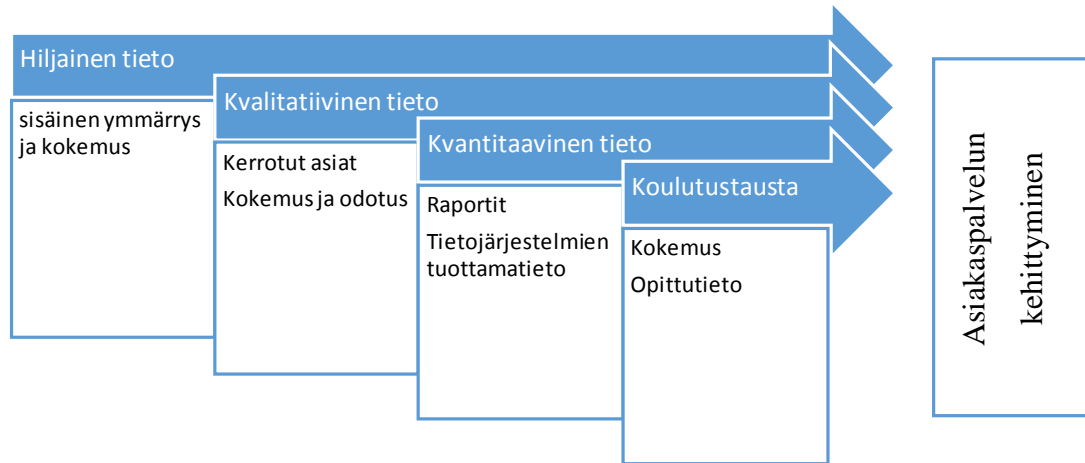 Hiljainen tieto
sisäinen ymmärrys
ja kokemus
Kvalitatiivinen tieto
Kerrotut asiat
Kokemus ja odotus
Kvantitaavinen tieto
Raportit
Tietojärjestelmien
tuottamatieto
Koulutustausta
Kokemus
Opittutieto
Asiakaspalvelun
kehittyminen